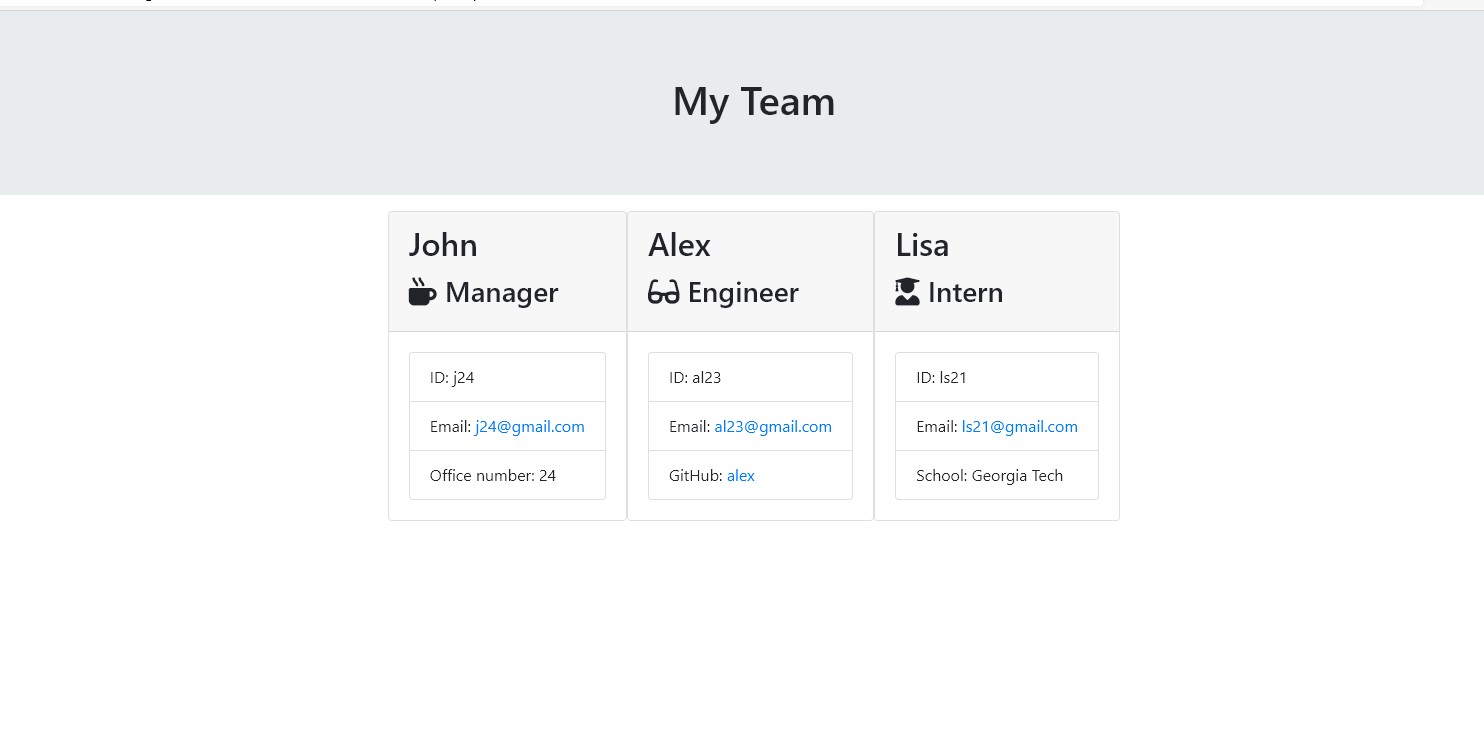 My Team
John
Manager
ID: j24
Email: j24@gmail.com
Office number: 24
Alex
Engineer
ID: al23
Email: al23@gmail.com
GitHub: alex
Lisa
Intern
ID: ls21
Email: ls21@gmail.com
School: Georgia Tech